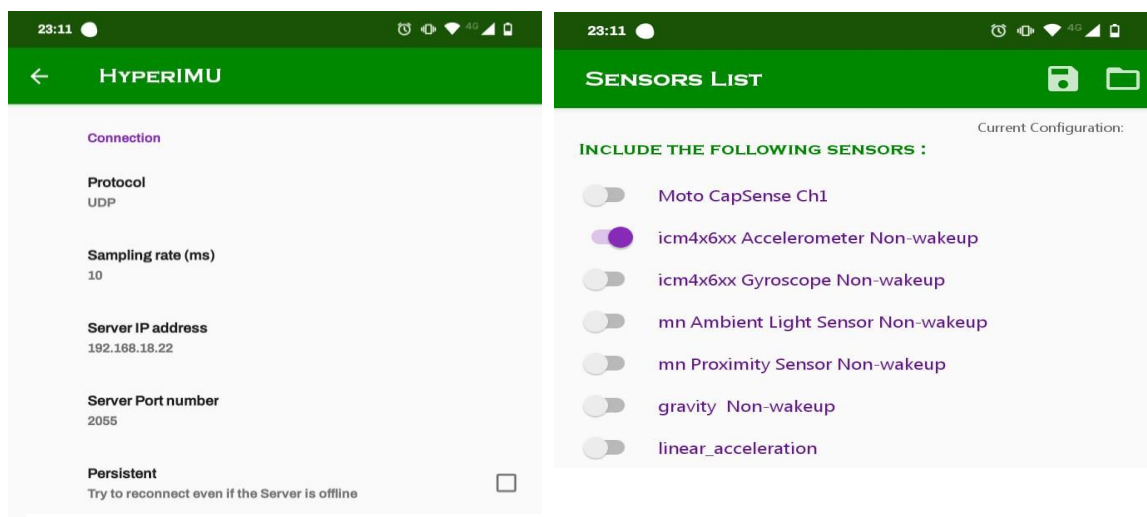 23:11
4G
HyperIMU
Connection
Protocol
UDP
Sampling rate (ms)
10
Server IP address
192.168.18.22
Server Port number
2055
Persistent
Try to reconnect even if the Server is offline
23:11
4G
Sensors List
Current Configuration:
Include the following sensors :
Moto CapSense Ch1
icm4x6xx Accelerometer Non-wakeup
icm4x6xx Gyroscope Non-wakeup
mn Ambient Light Sensor Non-wakeup
mn Proximity Sensor Non-wakeup
gravity  Non-wakeup
linear_acceleration